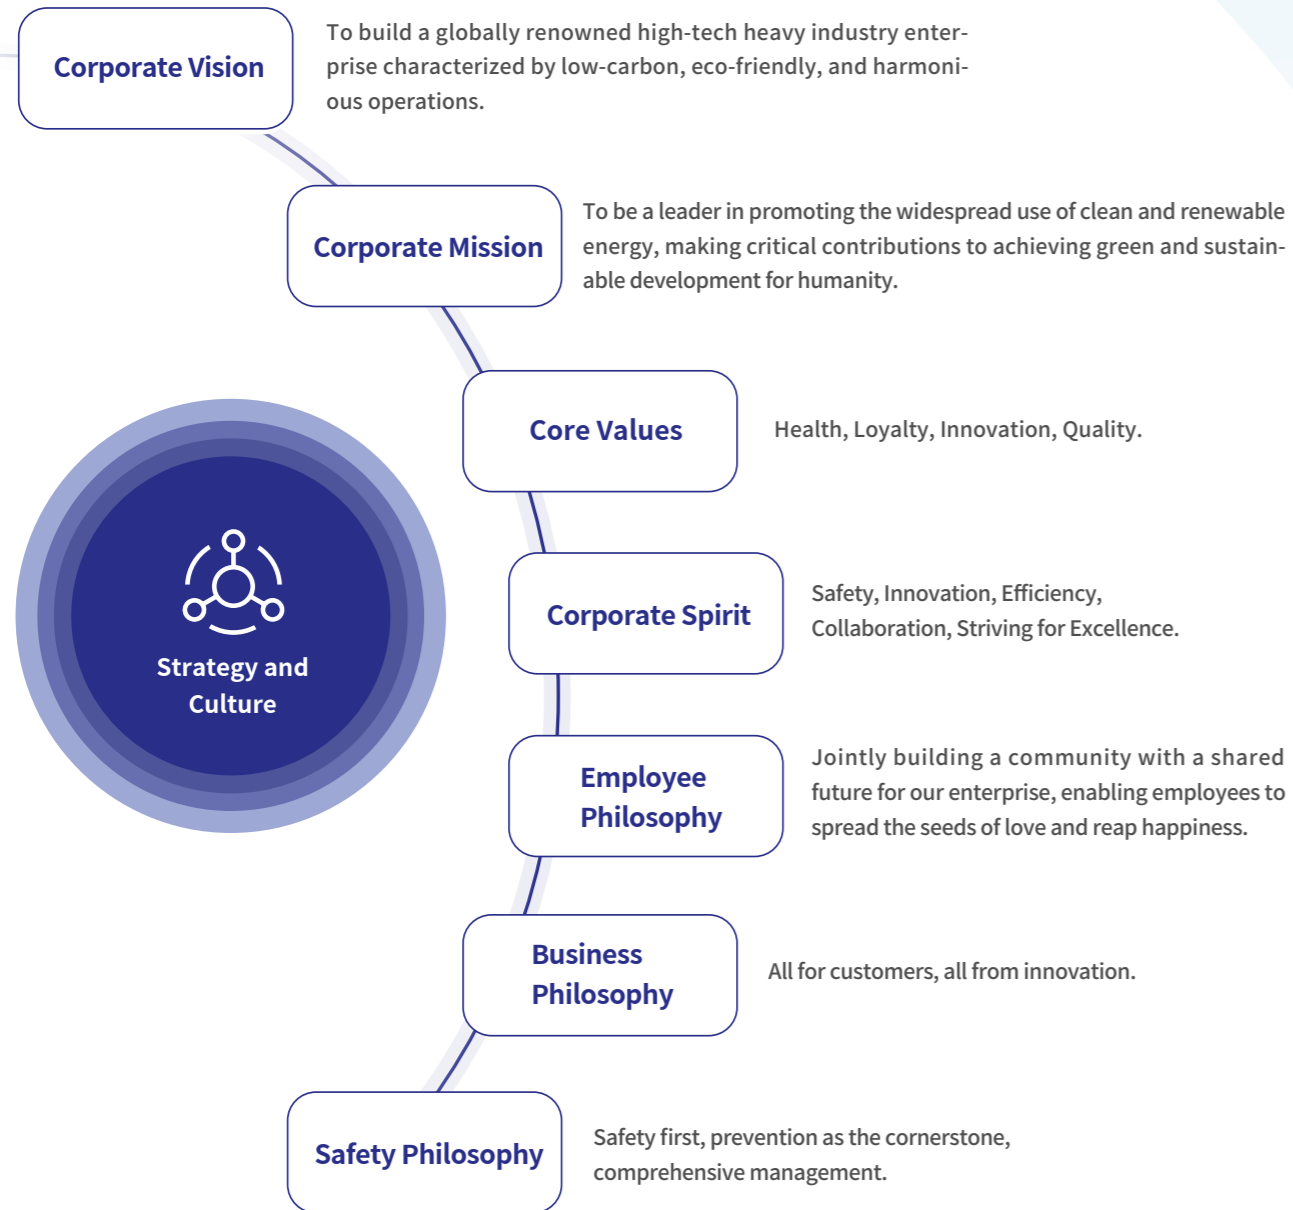 Corporate Vision
To build a globally renowned high-tech heavy industry enter-
prise characterized by low-carbon, eco-friendly, and harmoni-
ous operations.
Corporate Mission
To be a leader in promoting the widespread use of clean and renewable
energy, making critical contributions to achieving green and sustain-
able development for humanity.
Core Values
Health, Loyalty, Innovation, Quality.
Corporate Spirit
Safety, Innovation, Efficiency,
Collaboration, Striving for Excellence.
Strategy and
Culture
Employee
Philosophy
Jointly building a community with a shared
future for our enterprise, enabling employees to
spread the seeds of love and reap happiness.
Business
Philosophy
All for customers, all from innovation.
Safety Philosophy
Safety first, prevention as the cornerstone,
comprehensive management.